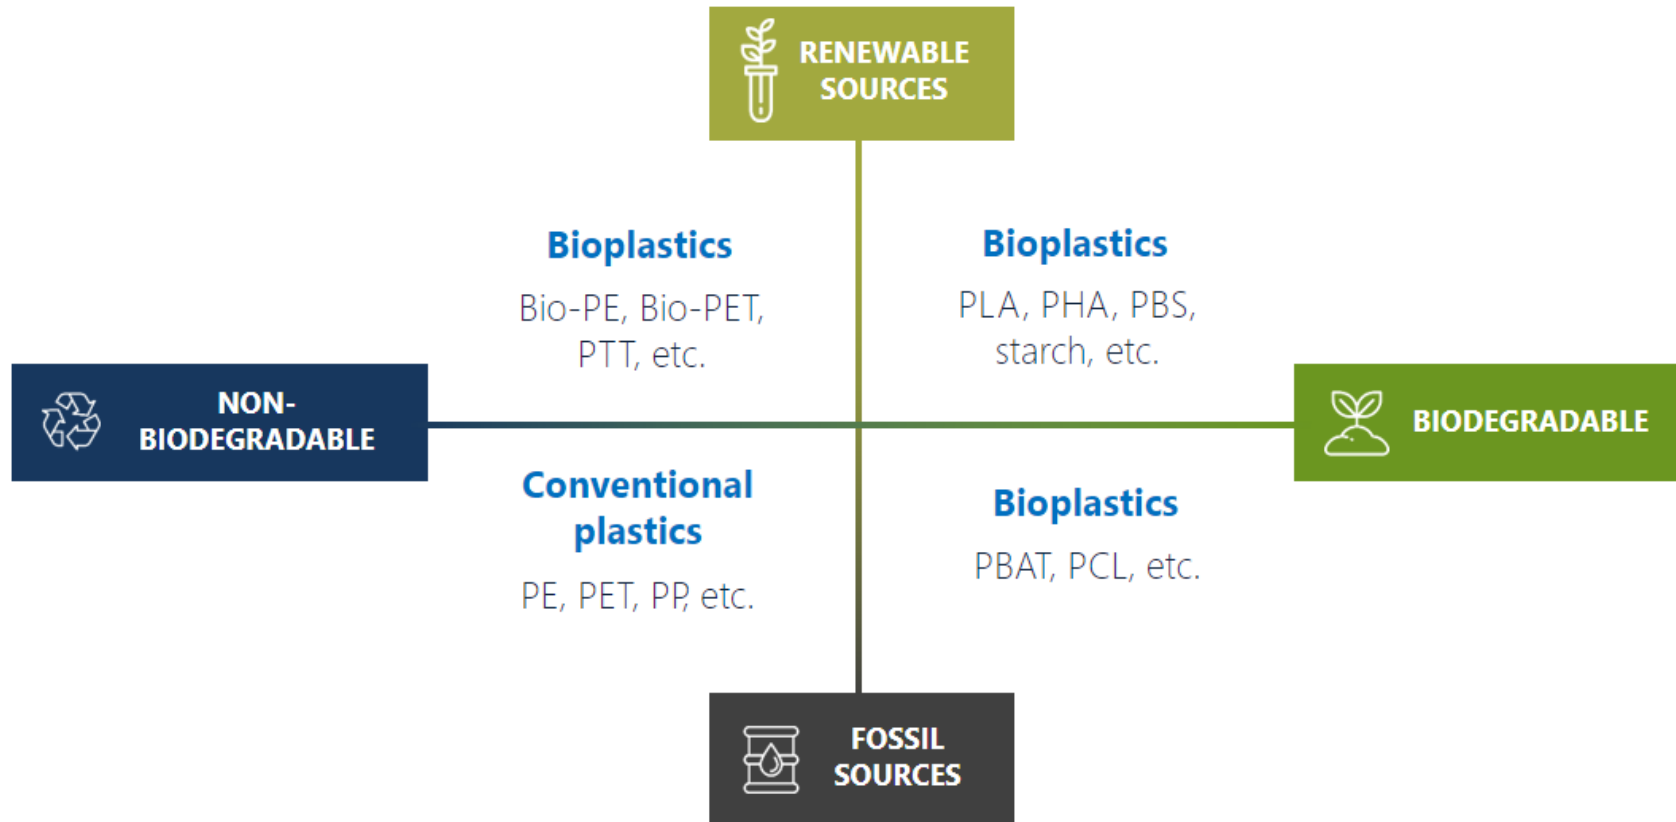 RENEWABLE
SOURCES
Bioplastics
Bio-PE, Bio-PET,
PTT, etc.
Bioplastics
PLA, PHA, PBS,
starch, etc.
NON-
BIODEGRADABLE
BIODEGRADABLE
Conventional
plastics
PE, PET, PP, etc.
Bioplastics
PBAT, PCL, etc.
FOSSIL
SOURCES